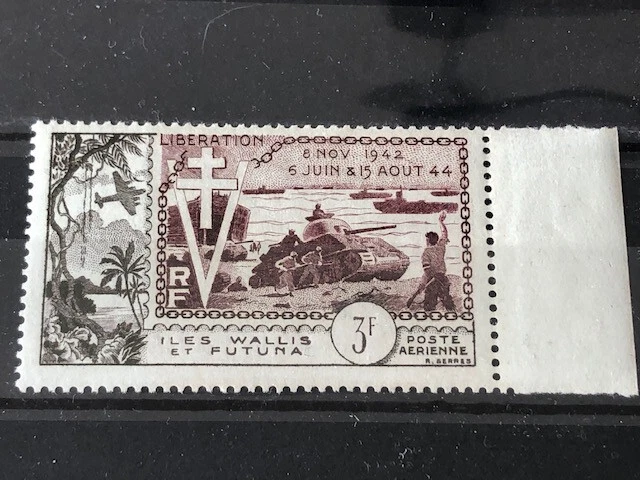 LIBERATION
8 NOV. 1942
6 JUIN & 15 AOUT 44
RF
ILES WALLIS
ET FUTUNA
3F
POSTE
AERIENNE
R. SERRES